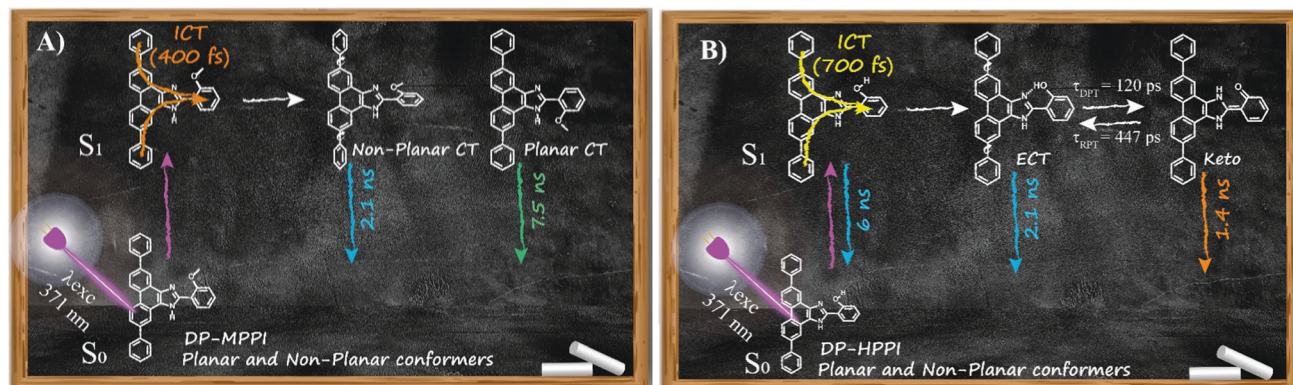 A)
ICT
(400 fs)
S1
Non-Planar CT
Planar CT
2.1 ns
7.5 ns
λexc
371 nm
S0
DP-MPPI
Planar and Non-Planar conformers
B)
ICT
(700 fs)
S1
τDPT = 120 ps
τRPT = 447 ps
ECT
Keto
6 ns
2.1 ns
1.4 ns
λexc
371 nm
S0
DP-HPPI
Planar and Non-Planar conformers